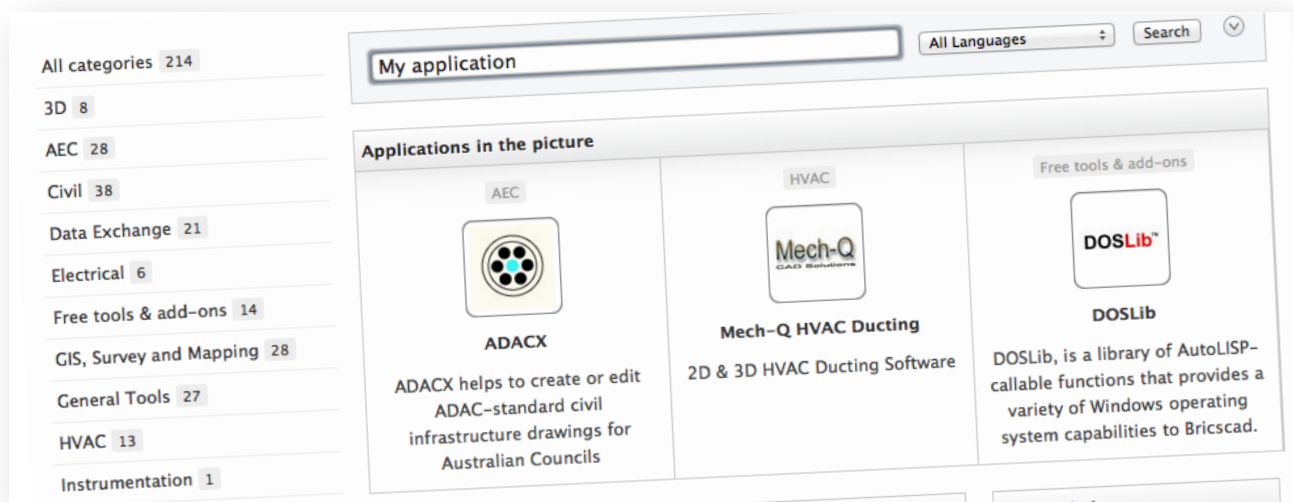 All categories 214
3D 8
AEC 28
Civil 38
Data Exchange 21
Electrical 6
Free tools & add-ons 14
GIS, Survey and Mapping 28
General Tools 27
HVAC 13
Instrumentation 1
My application
All Languages
Search
Applications in the picture
AEC
ADACX
ADACX helps to create or edit
ADAC-standard civil
infrastructure drawings for
Australian Councils
HVAC
Mech-Q
CAD Solutions
Mech-Q HVAC Ducting
2D & 3D HVAC Ducting Software
Free tools & add-ons
DOSLib™
DOSLib
DOSLib, is a library of AutoLISP-
callable functions that provides a
variety of Windows operating
system capabilities to Bricscad.